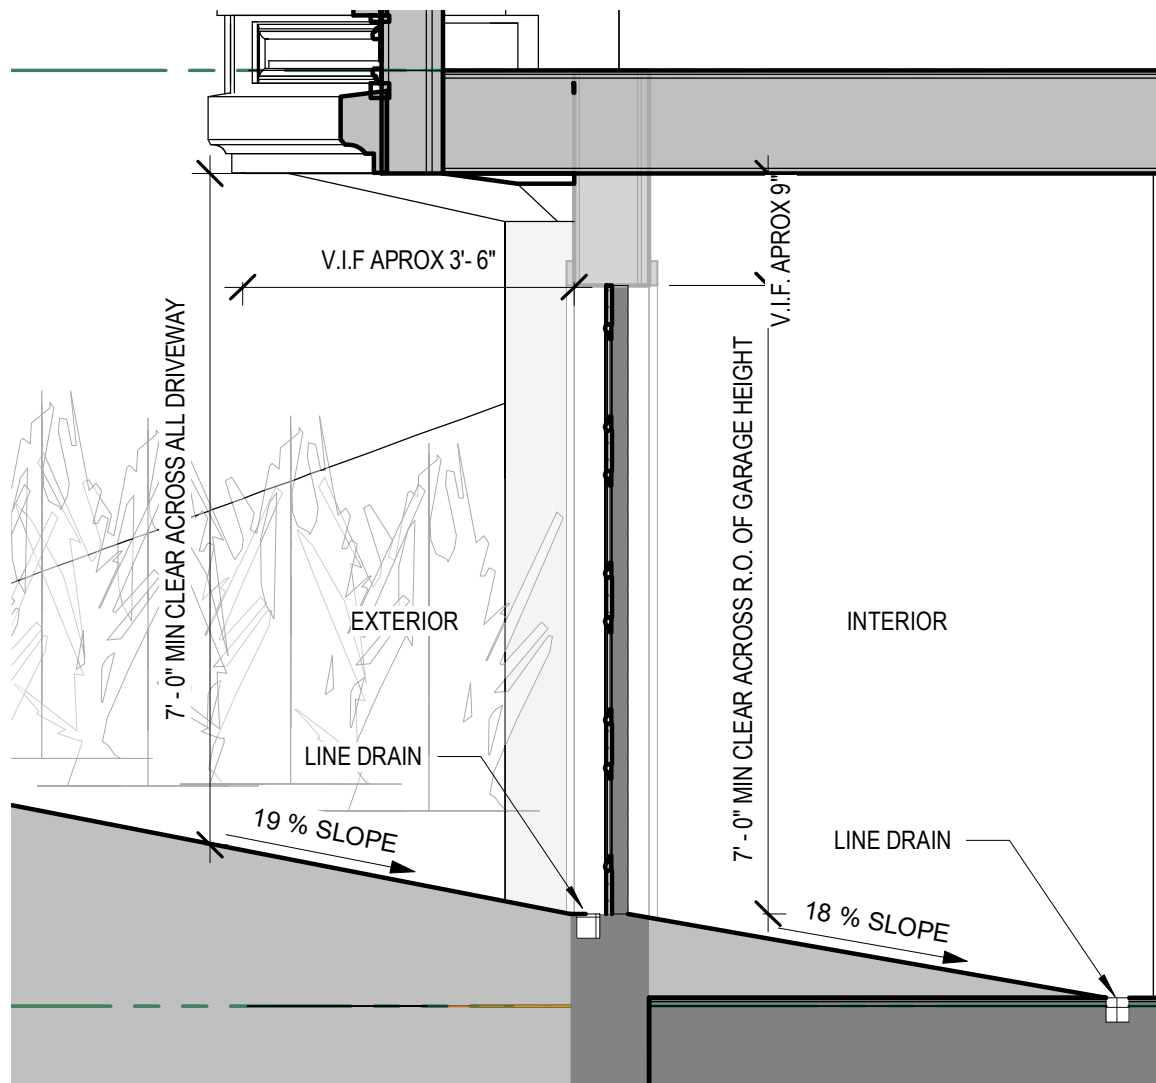 V.I.F APROX 3'- 6"
V.I.F. APROX 9"
7' - 0" MIN CLEAR ACROSS ALL DRIVEWAY
7' - 0" MIN CLEAR ACROSS R.O. OF GARAGE HEIGHT
EXTERIOR
INTERIOR
LINE DRAIN
19 % SLOPE
LINE DRAIN
18 % SLOPE